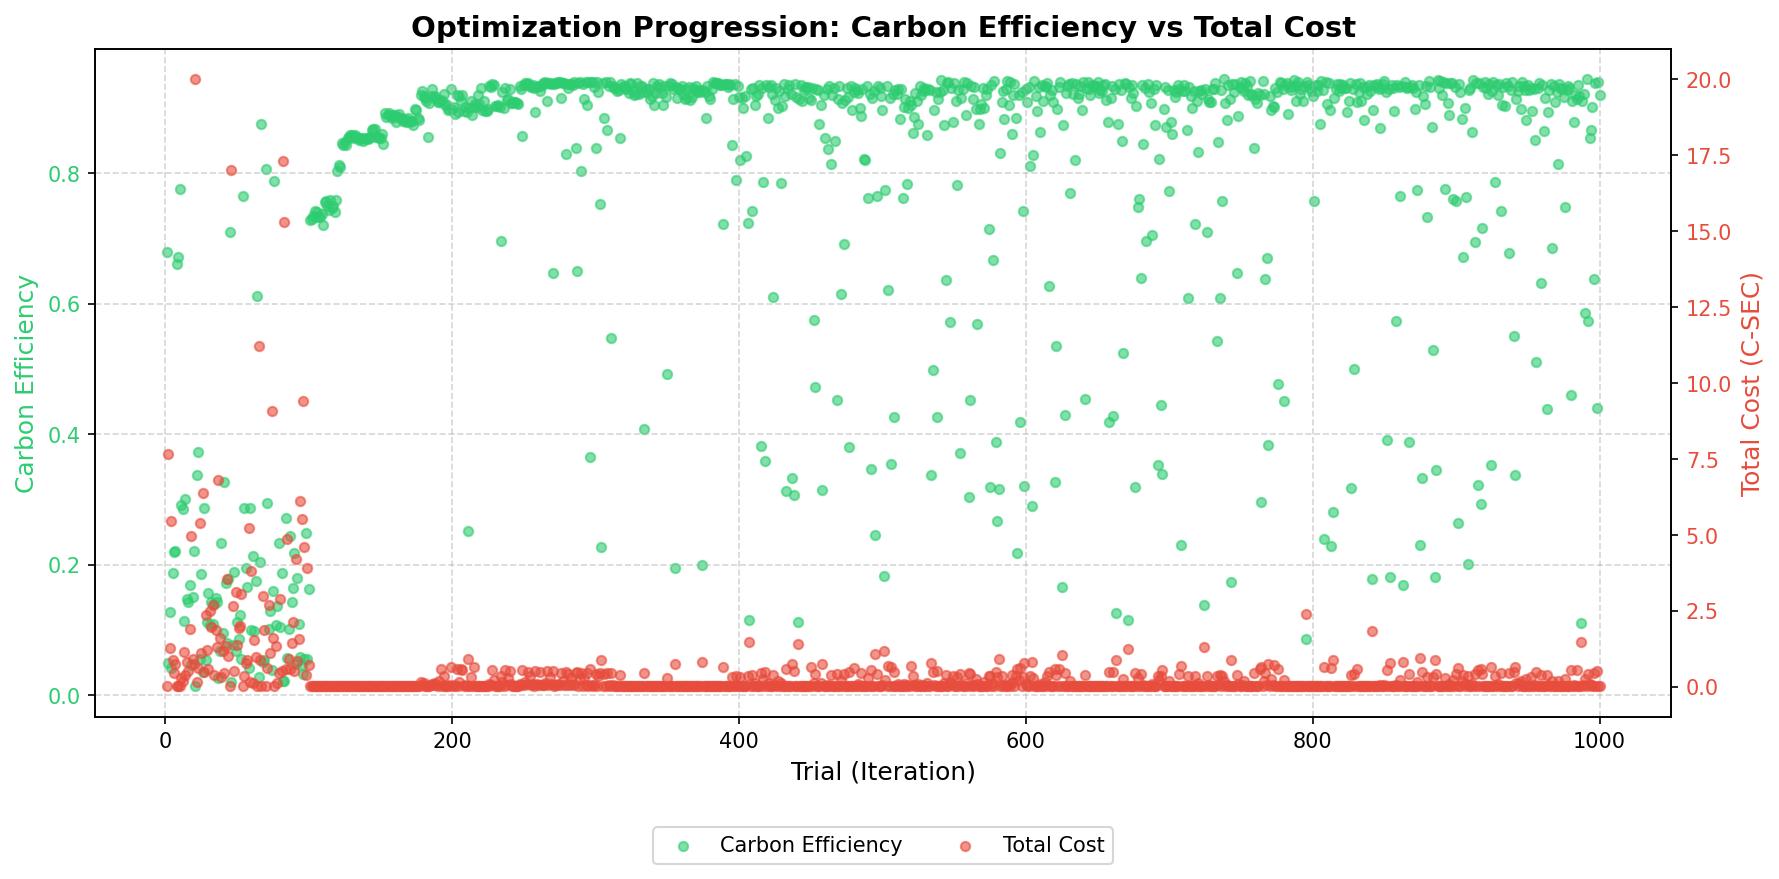 Optimization Progression: Carbon Efficiency vs Total Cost
Carbon Efficiency
0.8
0.6
0.4
0.2
0.0
20.0
17.5
15.0
12.5
10.0
7.5
5.0
2.5
0.0
Total Cost (C-SEC)
0 200 400 600 800 1000
Trial (Iteration)
Carbon Efficiency Total Cost